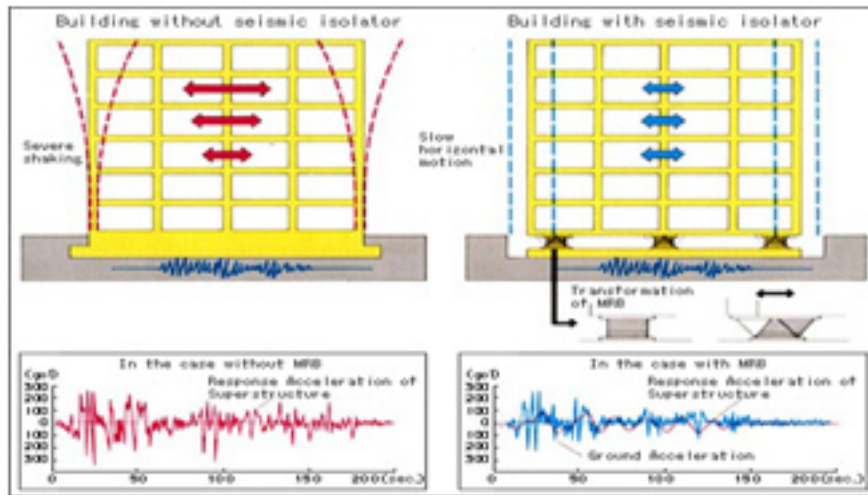 Building without seismic isolator
Building with seismic isolator
Severe
shaking
Slow
horizontal
motion
Transformation
of MRB
In the case without MRB
(gal)
300
200
100
0
100
200
300
Response Acceleration of
Superstructure
0
50
100
150
200(sec.)
In the case with MRB
(gal)
300
200
100
0
100
200
300
Response Acceleration of
Superstructure
Ground Acceleration
0
50
100
150
200(sec.)